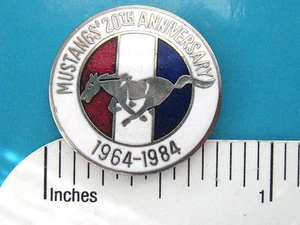 MUSTANGS' 20TH ANNIVERSARY
1964-1984
Inches 1